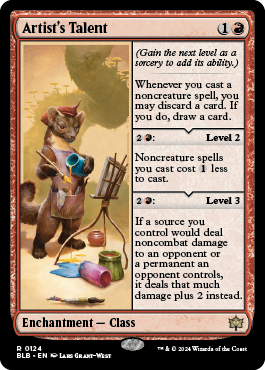 Artist's Talent 1R
(Gain the next level as a
sorcery to add its ability.)
Whenever you cast a
noncreature spell, you
may discard a card. If
you do, draw a card.
2R: Level 2
Noncreature spells
you cast cost 1 less
to cast.
2R: Level 3
If a source you
control would deal
noncombat damage
to an opponent or
a permanent an
opponent controls,
it deals that much
damage plus 2 instead.
Enchantment — Class
R 0124
BLB • EN Lars Grant-West
™ & © 2024 Wizards of the Coast